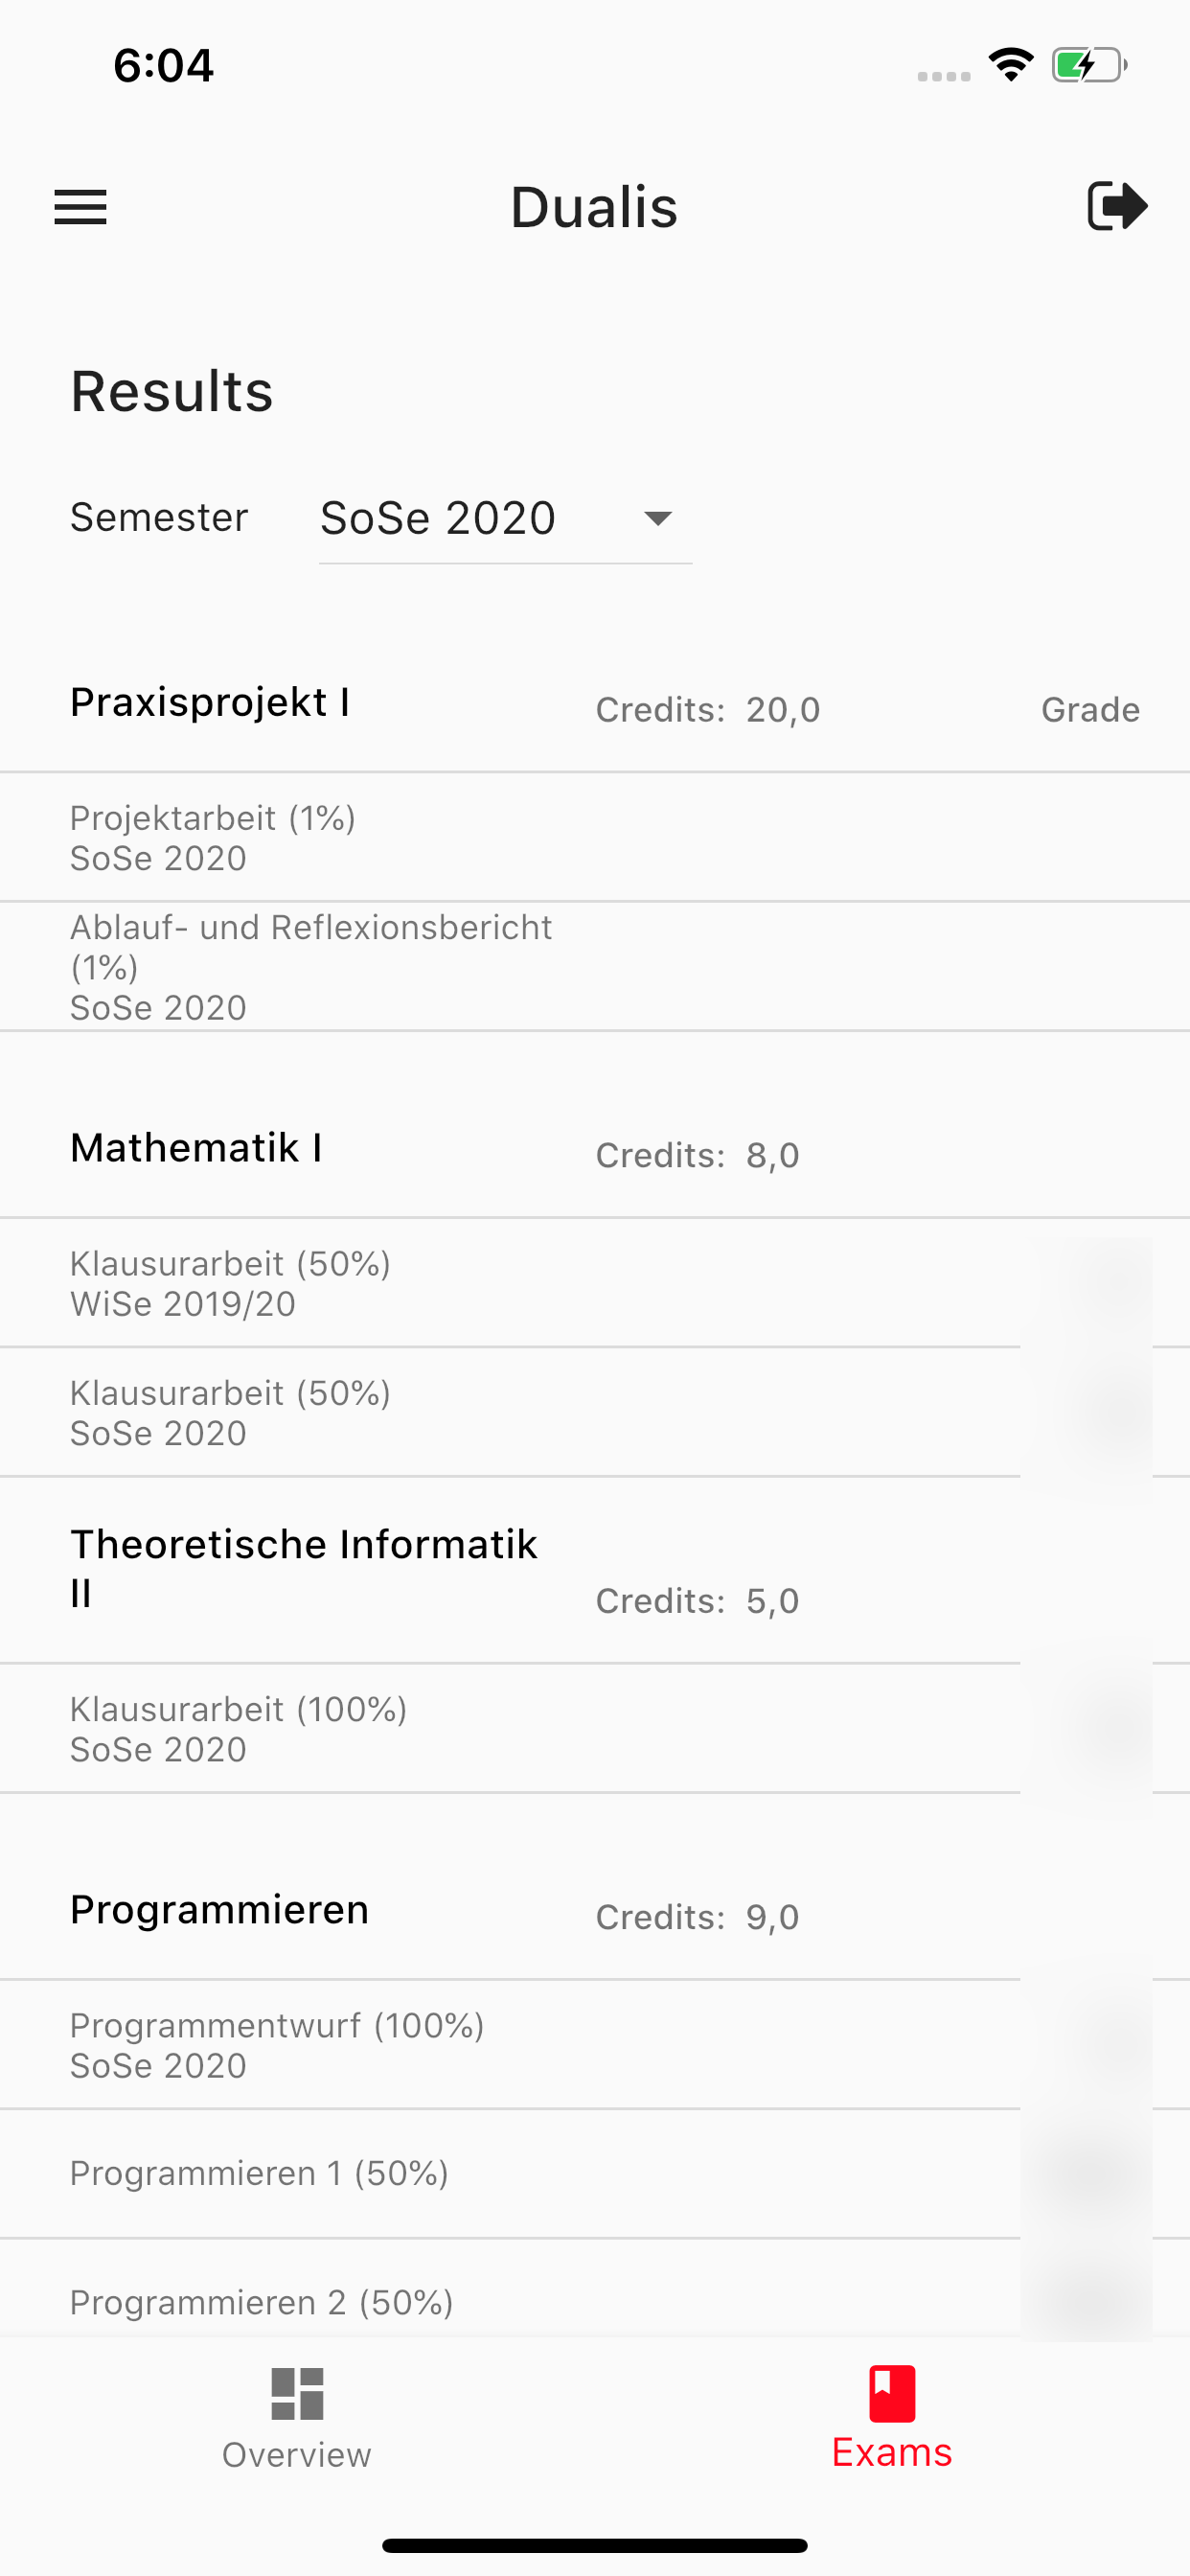 6:04
Dualis
Results
Semester SoSe 2020
Praxisprojekt I Credits: 20,0 Grade
Projektarbeit (1%)
SoSe 2020
Ablauf- und Reflexionsbericht
(1%)
SoSe 2020
Mathematik I Credits: 8,0
Klausurarbeit (50%)
WiSe 2019/20
Klausurarbeit (50%)
SoSe 2020
Theoretische Informatik
II Credits: 5,0
Klausurarbeit (100%)
SoSe 2020
Programmieren Credits: 9,0
Programmentwurf (100%)
SoSe 2020
Programmieren 1 (50%)
Programmieren 2 (50%)
Overview Exams